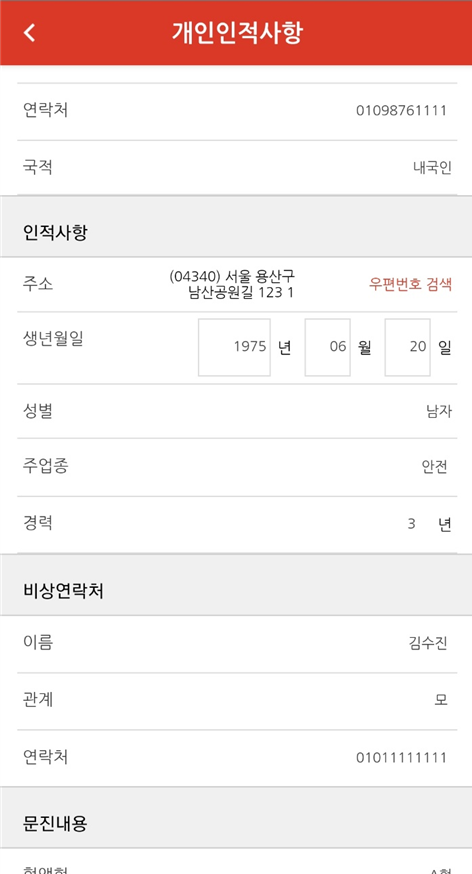 개인인적사항
연락처 01098761111
국적 내국인
인적사항
주소 (04340) 서울 용산구 우편번호 검색
남산공원길 123 1
생년월일 1975 년 06 월 20 일
성별 남자
주업종 안전
경력 3 년
비상연락처
이름 김수진
관계 모
연락처 01011111111
문진내용